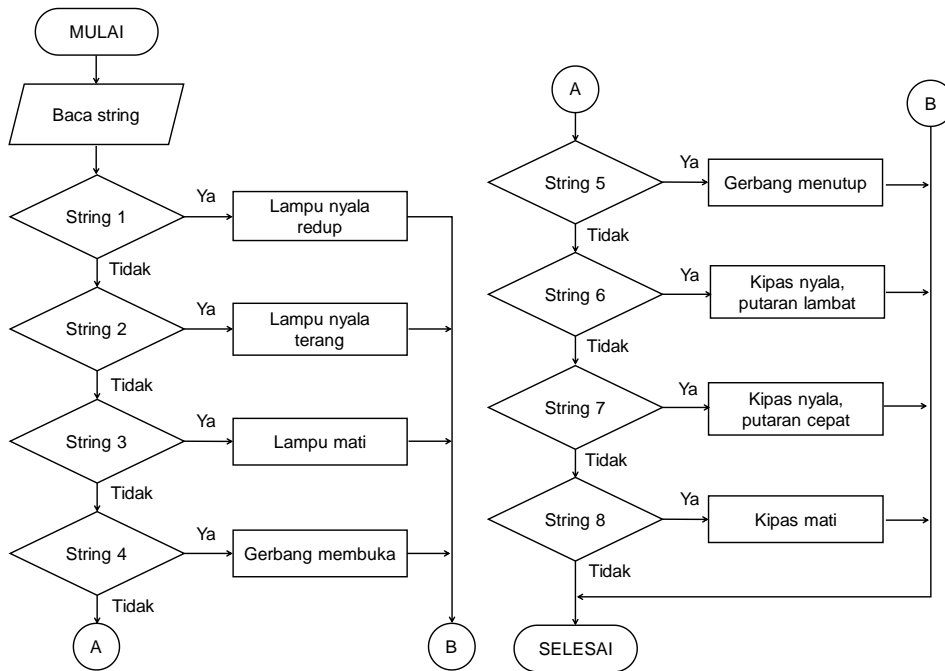 MULAI
Baca string
String 1
Ya
Lampu nyala
redup
Tidak
String 2
Ya
Lampu nyala
terang
Tidak
String 3
Ya
Lampu mati
Tidak
String 4
Ya
Gerbang membuka
Tidak
A
B
A
B
String 5
Ya
Gerbang menutup
Tidak
String 6
Ya
Kipas nyala,
putaran lambat
Tidak
String 7
Ya
Kipas nyala,
putaran cepat
Tidak
String 8
Ya
Kipas mati
Tidak
SELESAI